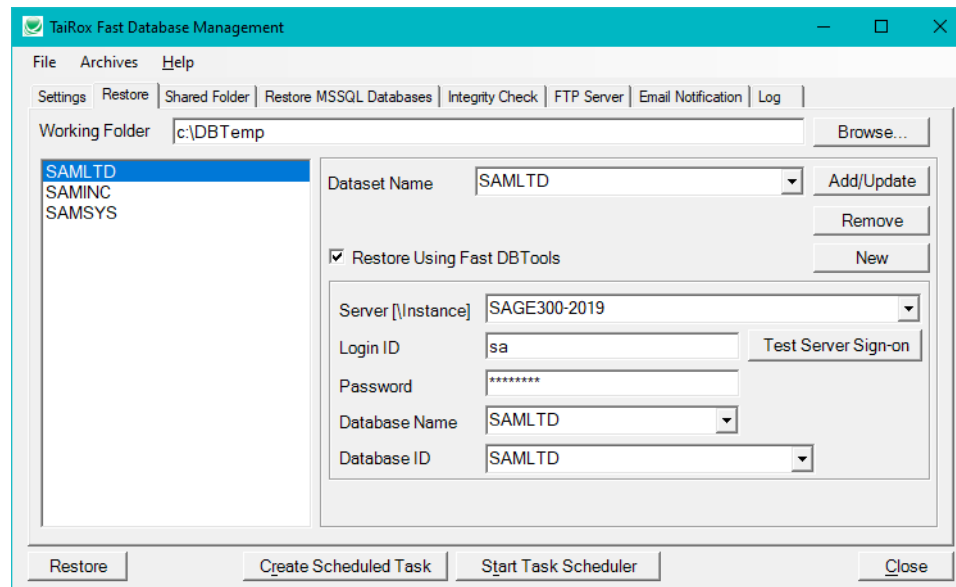 TaiRox Fast Database Management
File Archives Help
Settings Restore Shared Folder Restore MSSQL Databases Integrity Check FTP Server Email Notification Log
Working Folder c:\DBTemp Browse...
SAMLTD
SAMINC
SAMSYS
Dataset Name SAMLTD Add/Update
Remove
Restore Using Fast DBTools New
Server [\Instance] SAGE300-2019
Login ID sa Test Server Sign-on
Password ********
Database Name SAMLTD
Database ID SAMLTD
Restore Create Scheduled Task Start Task Scheduler Close